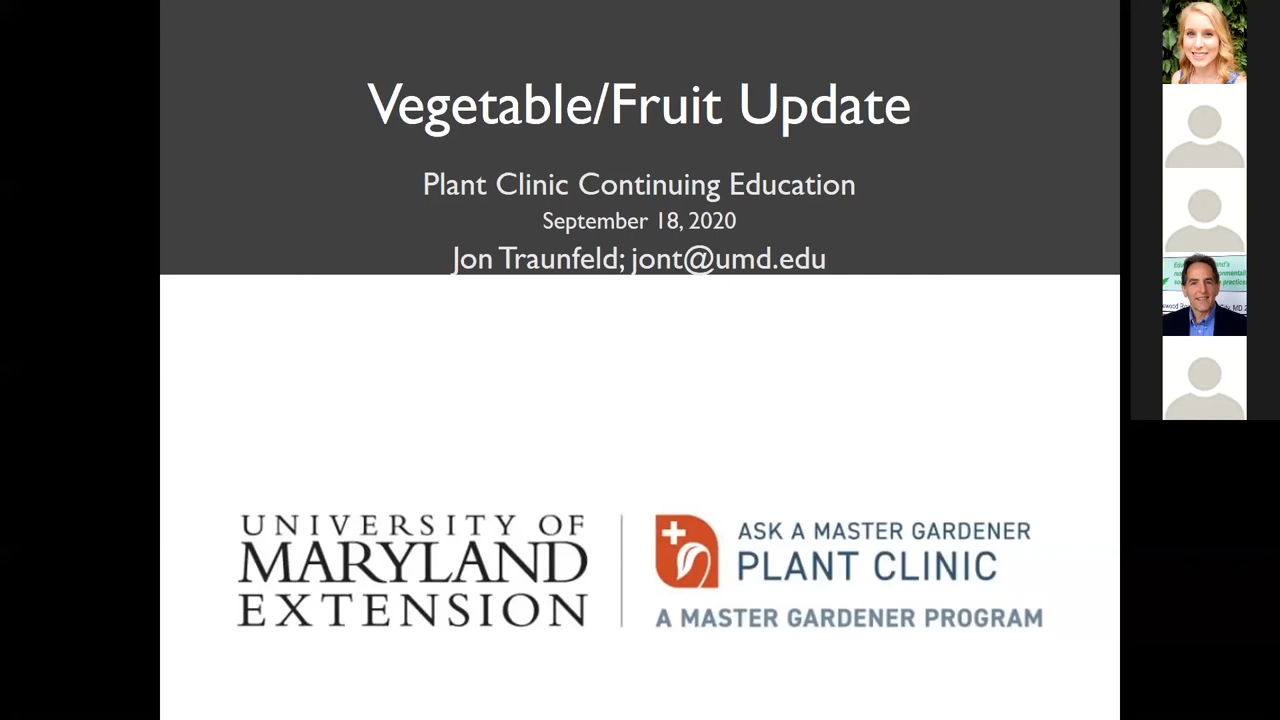 Vegetable/Fruit Update
Plant Clinic Continuing Education
September 18, 2020
Jon Traunfeld; jont@umd.edu
UNIVERSITY OF
MARYLAND
EXTENSION
ASK A MASTER GARDENER
PLANT CLINIC
A MASTER GARDENER PROGRAM